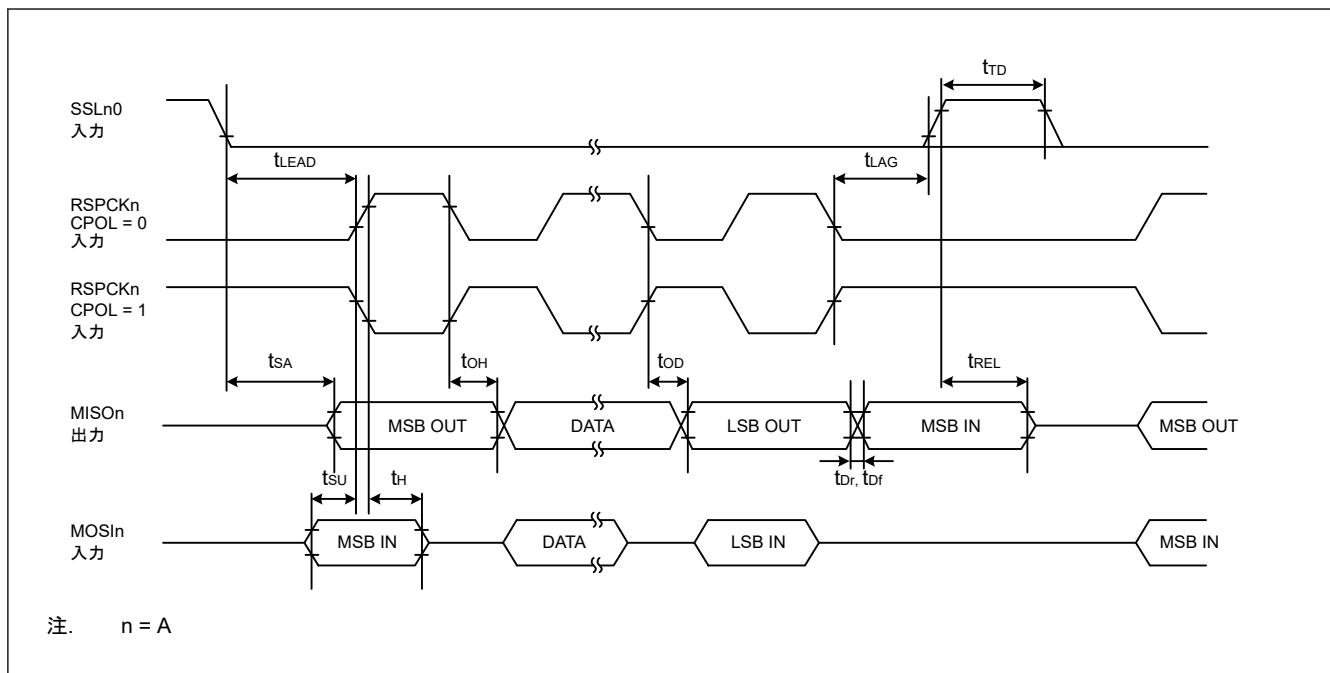 tTD
SSLn0
入力
tLEAD
tLAG
RSPCKn
CPOL = 0
入力
RSPCKn
CPOL = 1
入力
tSA
tOH
tOD
tREL
MISOn
出力
MSB OUT
DATA
LSB OUT
MSB IN
MSB OUT
tSU
tH
tDr, tDf
MOSIn
入力
MSB IN
DATA
LSB IN
MSB IN
注. n = A